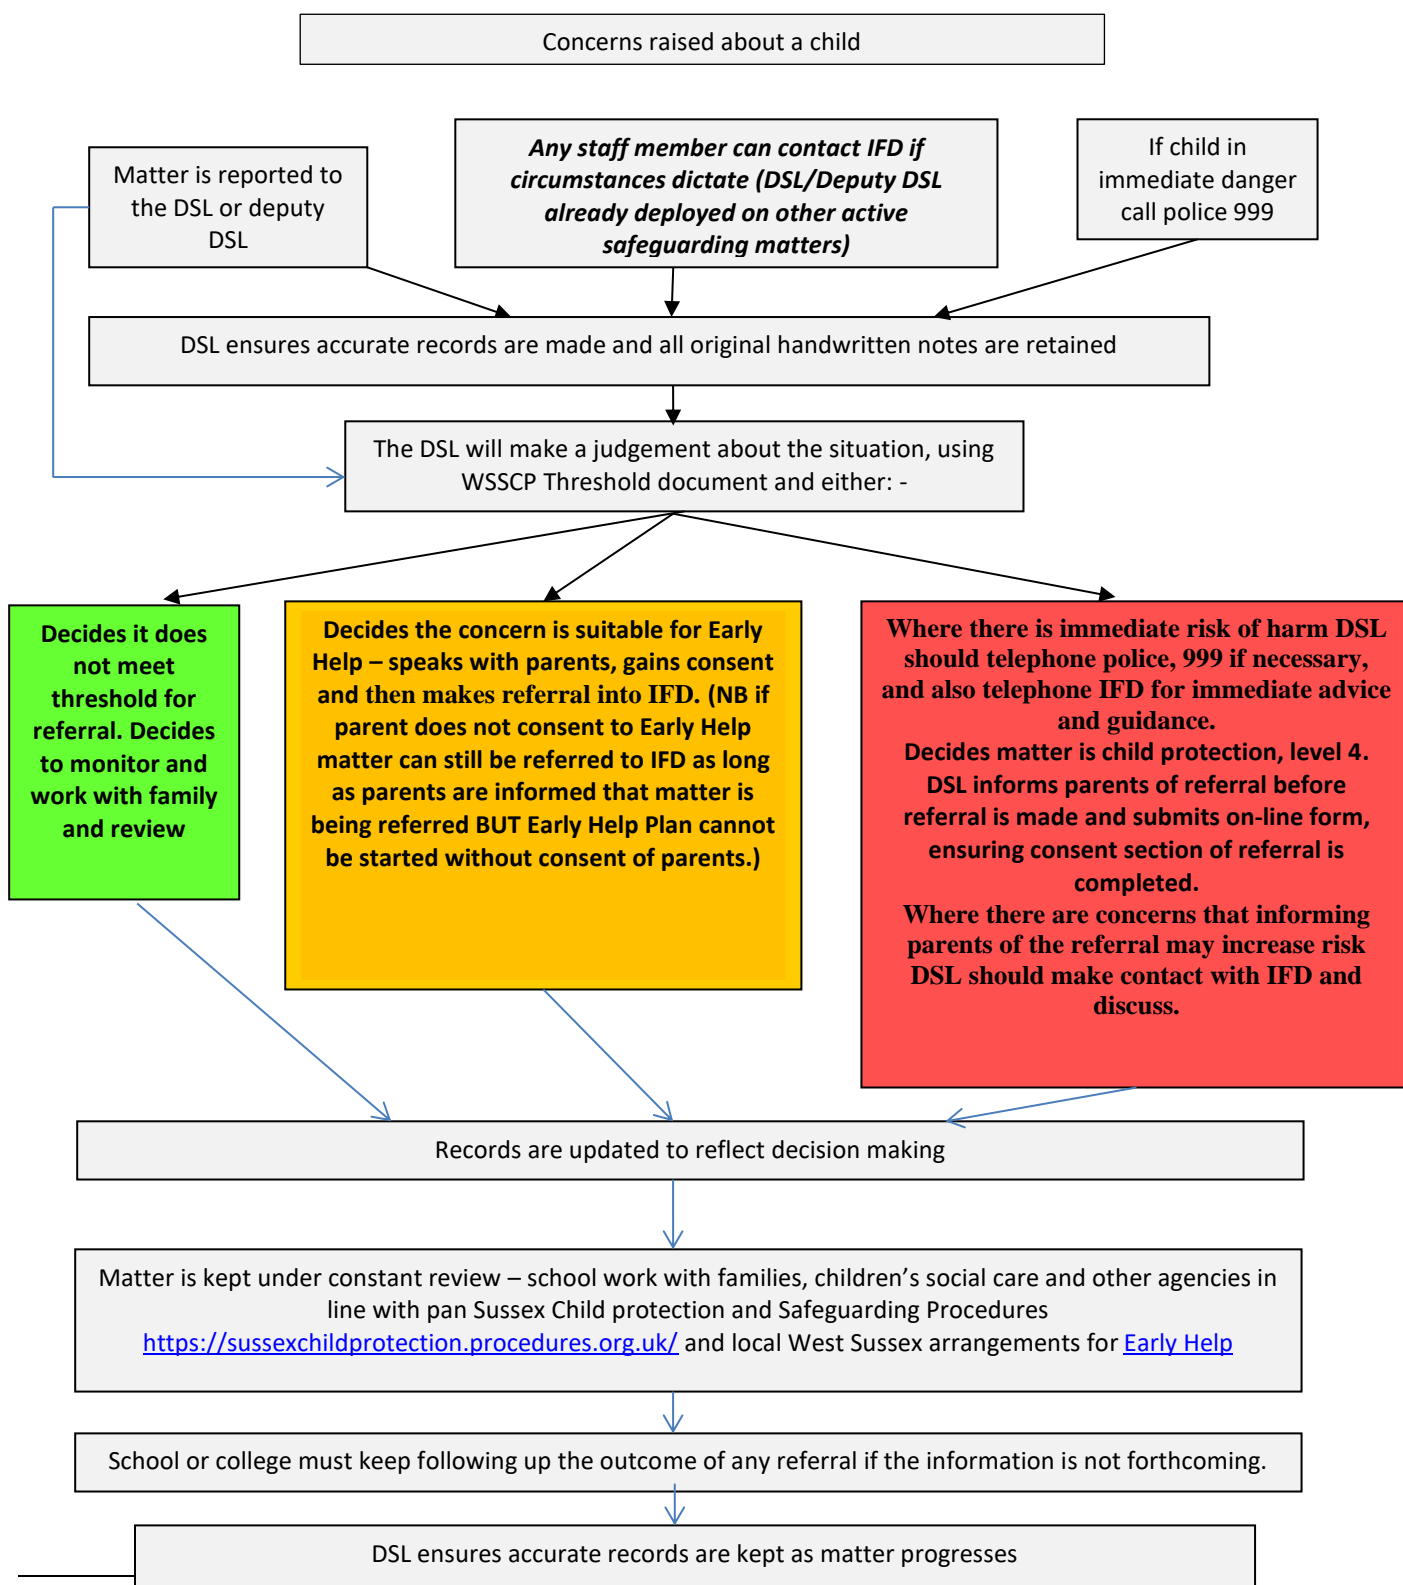 Concerns raised about a child
Matter is reported to
the DSL or deputy
DSL
Any staff member can contact IFD if
circumstances dictate (DSL/Deputy DSL
already deployed on other active
safeguarding matters)
If child in
immediate danger
call police 999
DSL ensures accurate records are made and all original handwritten notes are retained
The DSL will make a judgement about the situation, using
WSSCP Threshold document and either: -
Decides it does
not meet
threshold for
referral. Decides
to monitor and
work with family
and review
Decides the concern is suitable for Early
Help – speaks with parents, gains consent
and then makes referral into IFD. (NB if
parent does not consent to Early Help
matter can still be referred to IFD as long
as parents are informed that matter is
being referred BUT Early Help Plan cannot
be started without consent of parents.)
Where there is immediate risk of harm DSL
should telephone police, 999 if necessary,
and also telephone IFD for immediate advice
and guidance.
Decides matter is child protection, level 4.
DSL informs parents of referral before
referral is made and submits on-line form,
ensuring consent section of referral is
completed.
Where there are concerns that informing
parents of the referral may increase risk
DSL should make contact with IFD and
discuss.
Records are updated to reflect decision making
Matter is kept under constant review – school work with families, children’s social care and other agencies in
line with pan Sussex Child protection and Safeguarding Procedures
https://sussexchildprotection.procedures.org.uk/ and local West Sussex arrangements for Early Help
School or college must keep following up the outcome of any referral if the information is not forthcoming.
DSL ensures accurate records are kept as matter progresses